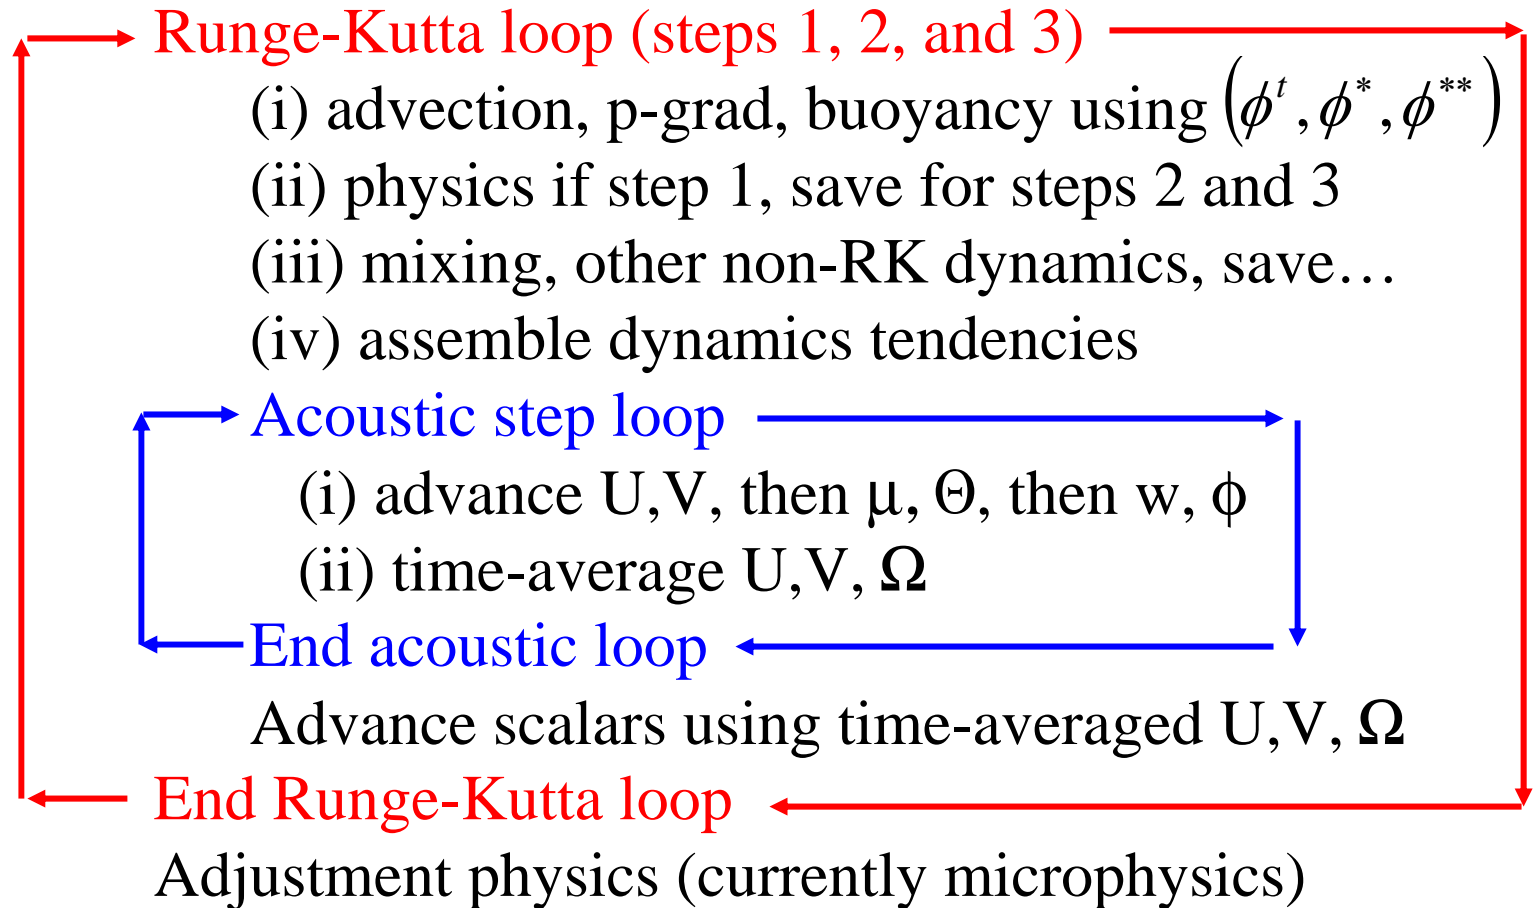 Runge-Kutta loop (steps 1, 2, and 3)
(i) advection, p-grad, buoyancy using (ϕᵗ, ϕ*, ϕ**)
(ii) physics if step 1, save for steps 2 and 3
(iii) mixing, other non-RK dynamics, save…
(iv) assemble dynamics tendencies
Acoustic step loop
(i) advance U,V, then μ, Θ, then w, ϕ
(ii) time-average U,V, Ω
End acoustic loop
Advance scalars using time-averaged U,V, Ω
End Runge-Kutta loop
Adjustment physics (currently microphysics)